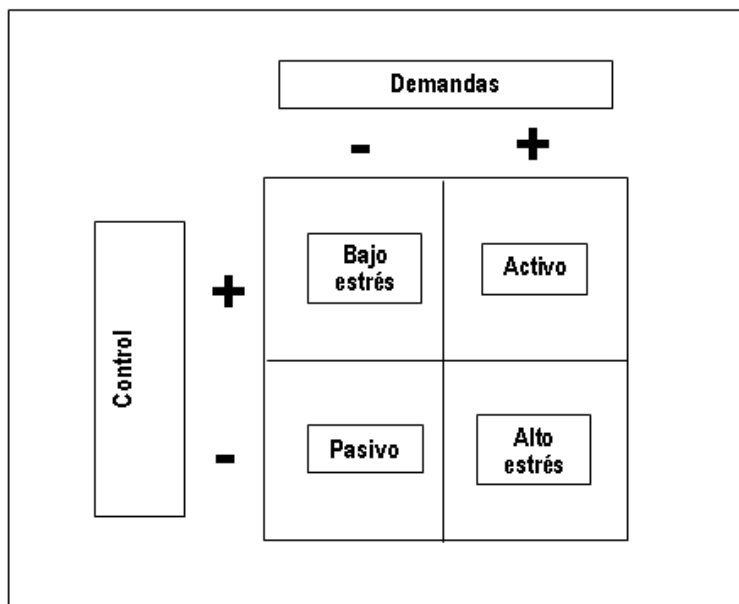 Demandas
- +
+
Bajo
estrés
Activo
Control
-
Pasivo
Alto
estrés